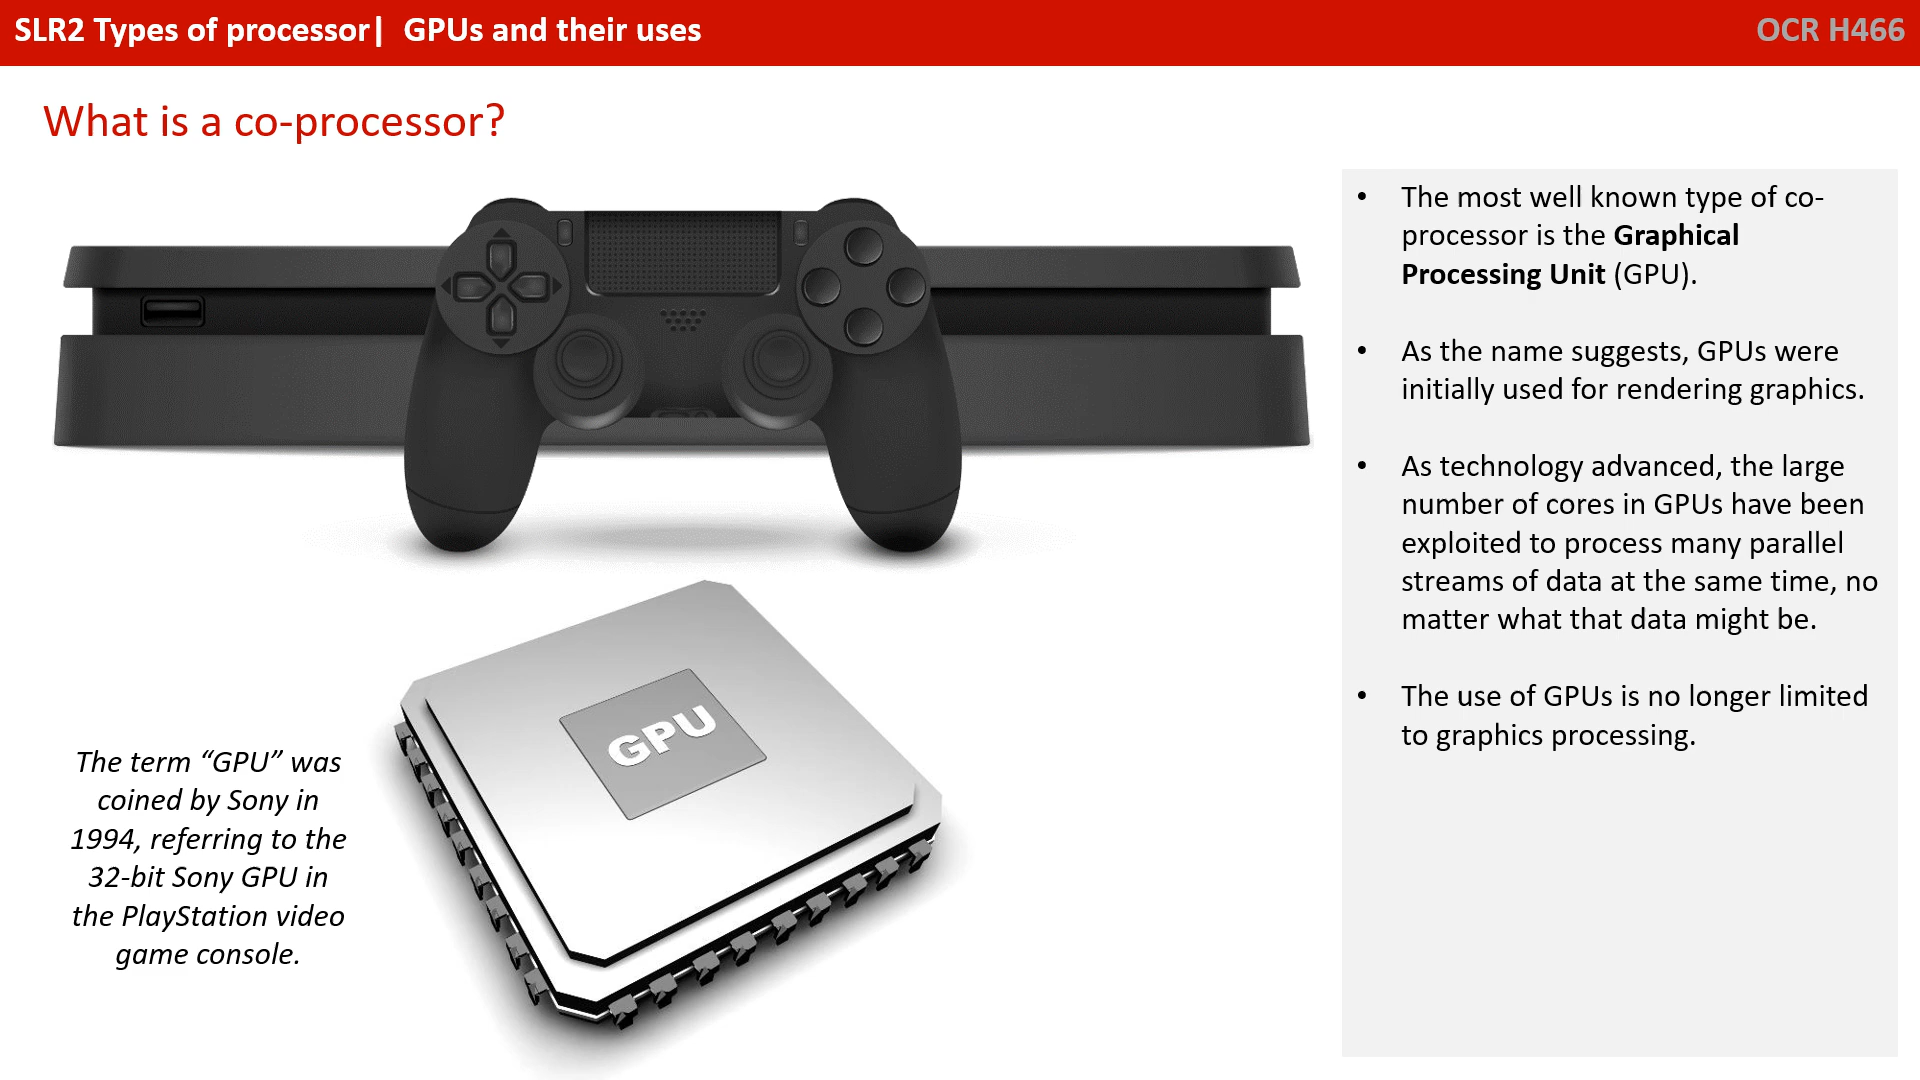 SLR2 Types of processor| GPUs and their uses
OCR H466
What is a co-processor?
• The most well known type of co-
processor is the Graphical
Processing Unit (GPU).
• As the name suggests, GPUs were
initially used for rendering graphics.
• As technology advanced, the large
number of cores in GPUs have been
exploited to process many parallel
streams of data at the same time, no
matter what that data might be.
• The use of GPUs is no longer limited
to graphics processing.
GPU
The term “GPU” was
coined by Sony in
1994, referring to the
32-bit Sony GPU in
the PlayStation video
game console.